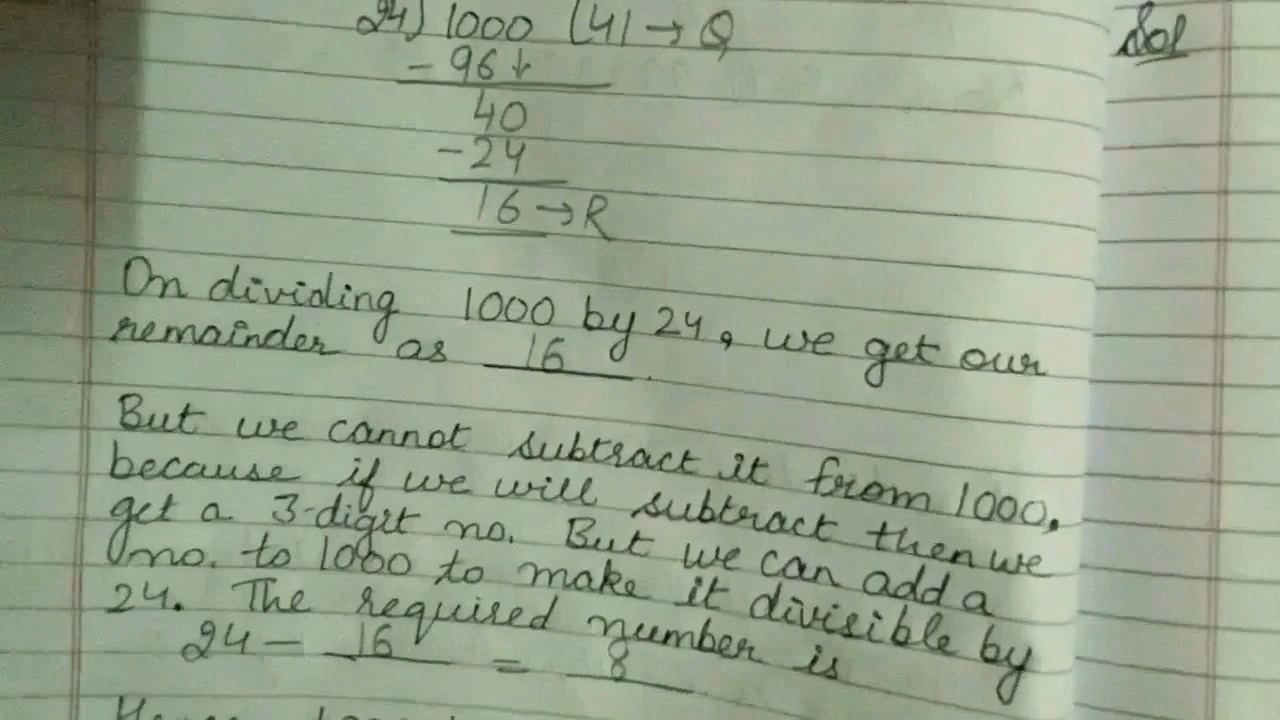 24) 1000 (41 → Q
- 96↓
40
-24
16 → R
Sol
On dividing 1000 by 24, we get our
remainder as 16.
But we cannot subtract it from 1000,
because if we will subtract then we
get a 3-digit no. But we can add a
no. to 1000 to make it divisible by
24. The required number is
24 - 16 = 8